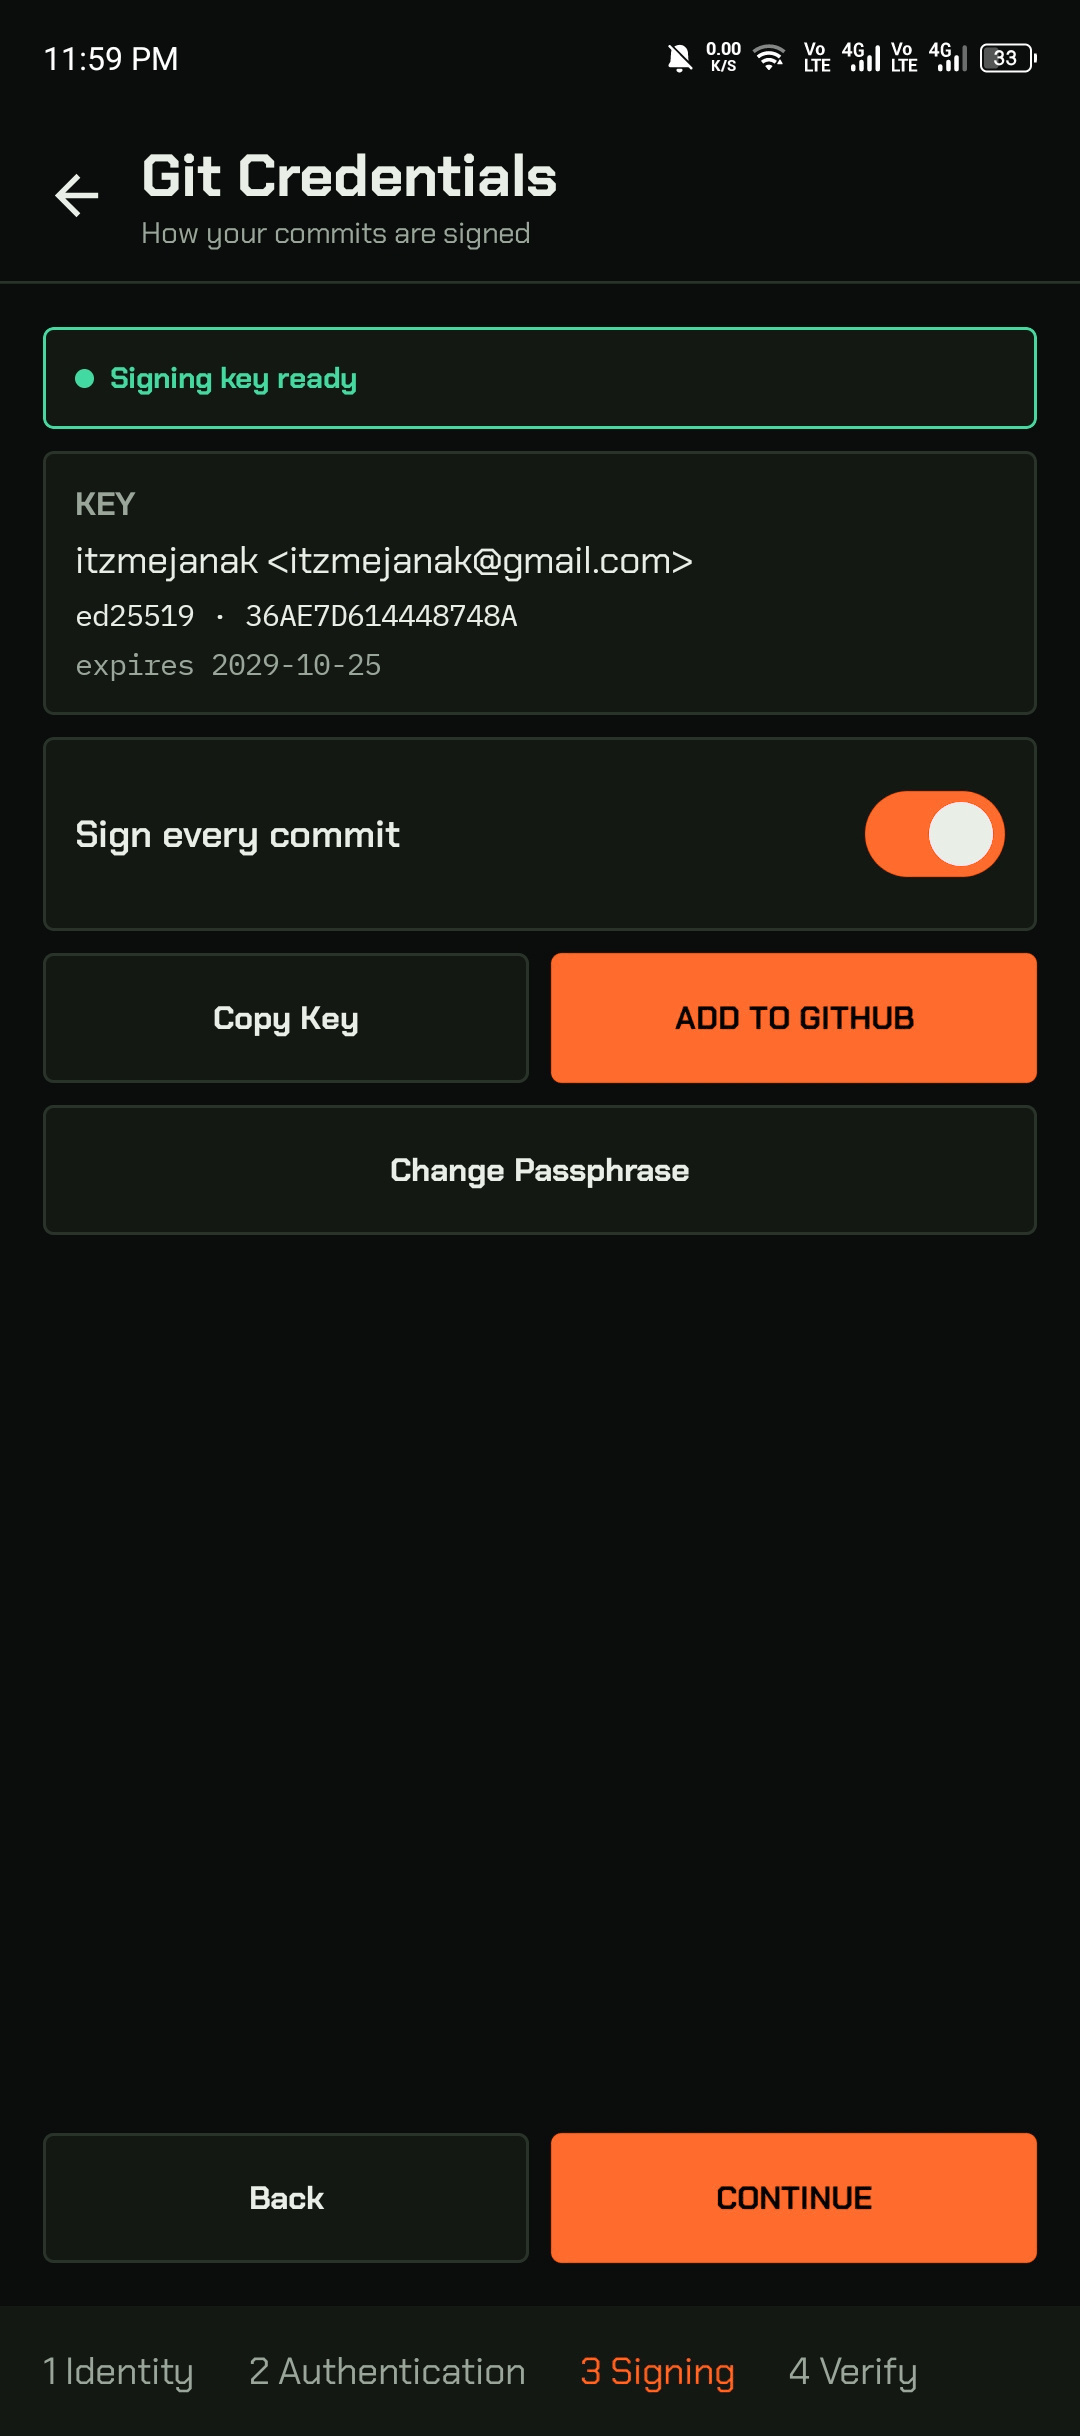 11:59 PM
0.00 K/S
Vo LTE 4G Vo LTE 4G 33
Git Credentials
How your commits are signed
Signing key ready
KEY
itzmejanak <itzmejanak@gmail.com>
ed25519 · 36AE7D614448748A
expires 2029-10-25
Sign every commit
Copy Key
ADD TO GITHUB
Change Passphrase
Back
CONTINUE
1 Identity 2 Authentication 3 Signing 4 Verify